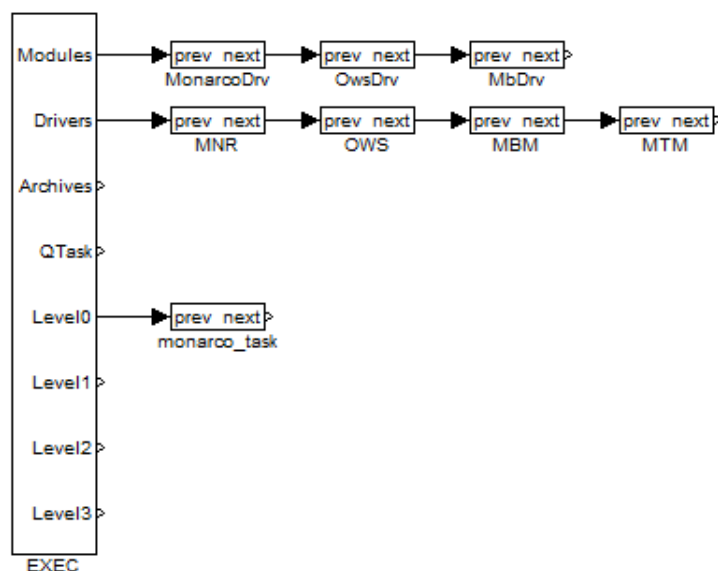 Modules prev next prev next prev next
MonarcoDrv OwsDrv MbDrv
Drivers prev next prev next prev next prev next
MNR OWS MBM MTM
Archives
QTask
Level0 prev next
monarco_task
Level1
Level2
Level3
EXEC